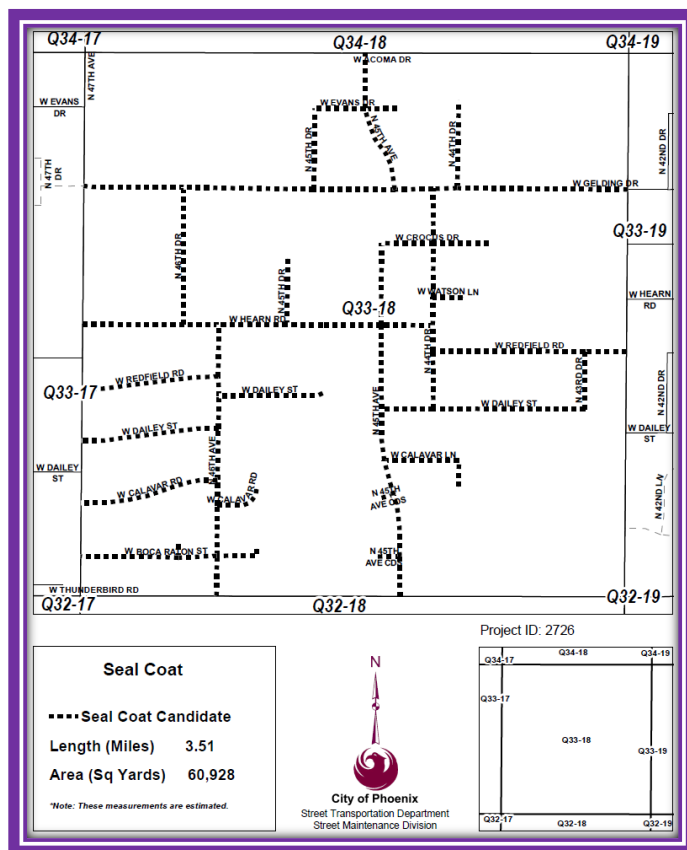 Q34-17
Q34-18
Q34-19
N 47TH AVE
W ACOMA DR
W EVANS
DR
W EVANS DR
N 45TH DR
N 45TH AVE
N 44TH DR
N 42ND DR
N 47TH
DR
W GELDING DR
Q33-19
N 46TH DR
W CROCUS DR
N 45TH DR
W WATSON LN
W HEARN
RD
Q33-18
W HEARN RD
N 44TH DR
W REDFIELD RD
W REDFIELD RD
N 43RD DR
N 42ND DR
Q33-17
W DAILEY ST
N 45TH AVE
W DAILEY ST
W DAILEY ST
W DAILEY
ST
N 46TH AVE
W CALAVAR LN
W DAILEY
ST
W CALAVAR RD
W CALAVAR RD
N 45TH
AVE CDS
N 42ND LN
W BOCA RATON ST
N 45TH
AVE CDS
W THUNDERBIRD RD
Q32-17
Q32-18
Q32-19
Project ID: 2726
Seal Coat
Seal Coat Candidate
Length (Miles) 3.51
Area (Sq Yards) 60,928
*Note: These measurements are estimated.
N
City of Phoenix
Street Transportation Department
Street Maintenance Division
Q34-17
Q34-18
Q34-19
Q33-17
Q33-18
Q33-19
Q32-17
Q32-18
Q32-19